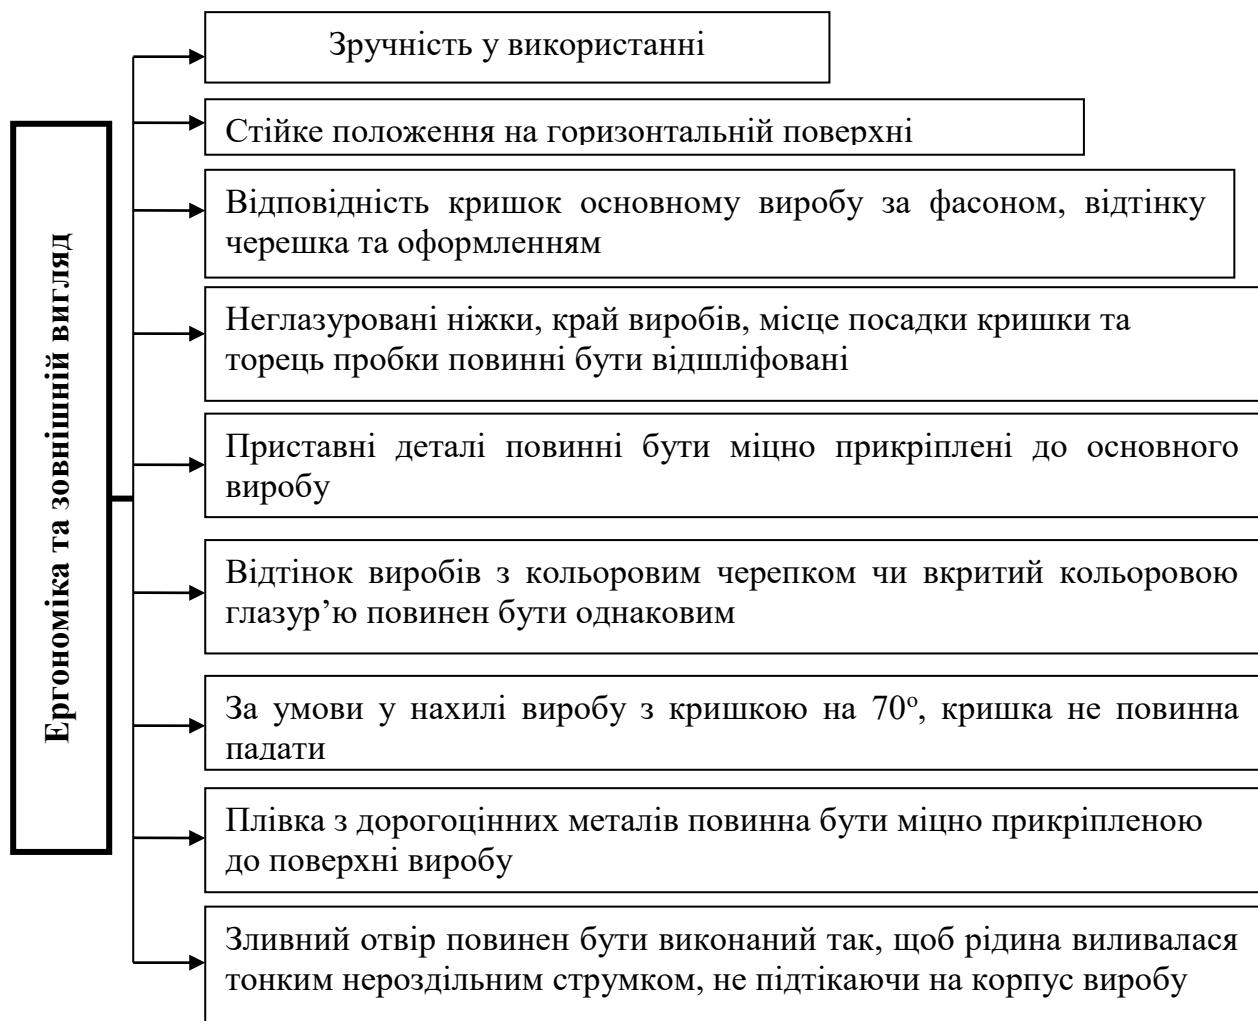 Ергономіка та зовнішній вигляд
Зручність у використанні
Стійке положення на горизонтальній поверхні
Відповідність кришок основному виробу за фасоном, відтінку
черешка та оформленням
Неглазуровані ніжки, край виробів, місце посадки кришки та
торець пробки повинні бути відшліфовані
Приставні деталі повинні бути міцно прикріплені до основного
виробу
Відтінок виробів з кольоровим черепком чи вкритий кольоровою
глазур’ю повинен бути однаковим
За умови у нахилі виробу з кришкою на 70º, кришка не повинна
падати
Плівка з дорогоцінних металів повинна бути міцно прикріпленою
до поверхні виробу
Зливний отвір повинен бути виконаний так, щоб рідина виливалася
тонким нероздільним струмком, не підтікаючи на корпус виробу